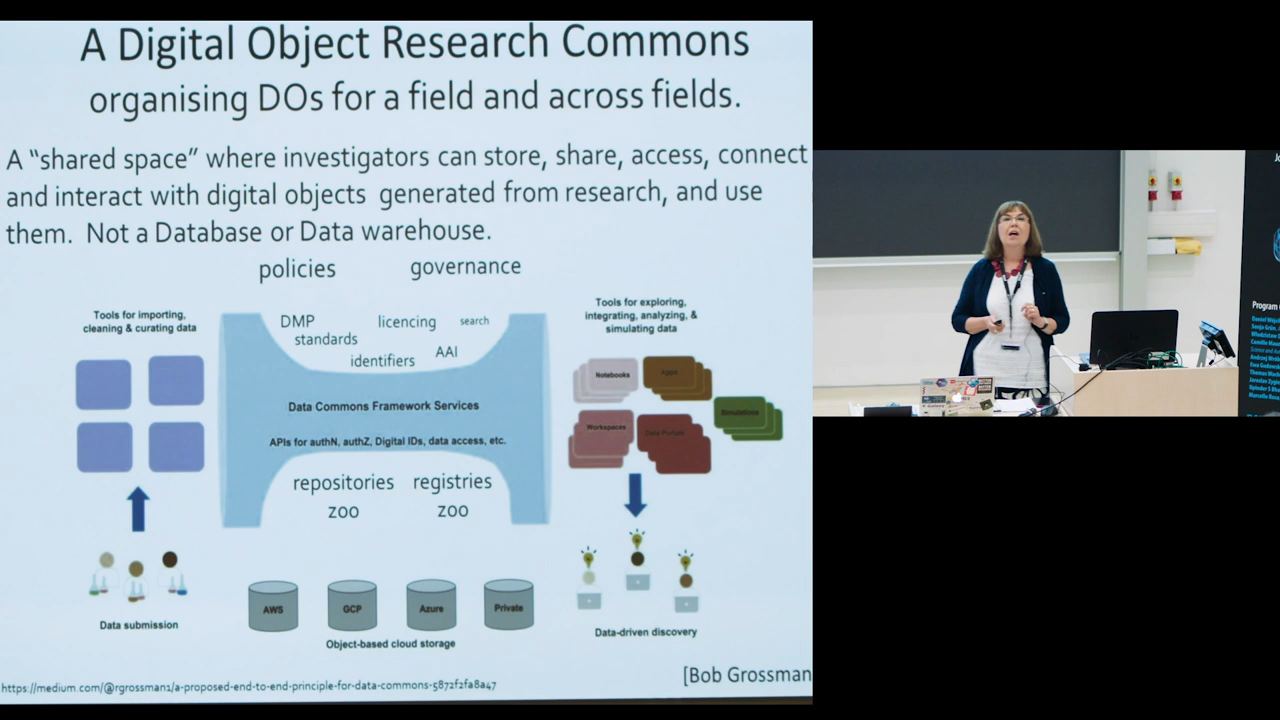 A Digital Object Research Commons
organising DOs for a field and across fields.
A “shared space” where investigators can store, share, access, connect
and interact with digital objects generated from research, and use
them. Not a Database or Data warehouse.
policies
governance
Tools for importing,
cleaning & curating data
DMP
licencing
search
standards
identifiers
AAI
Data Commons Framework Services
APIs for authN, authZ, Digital IDs, data access, etc.
repositories
registries
zoo
zoo
Tools for exploring,
integrating, analyzing, &
simulating data
Notebooks
Apps
Simulations
Workspaces
Data Portals
Data submission
AWS
GCP
Azure
Private
Object-based cloud storage
Data-driven discovery
[Bob Grossman
https://medium.com/@rgrossman1/a-proposed-end-to-end-principle-for-data-commons-5872f2fa8a47
Program